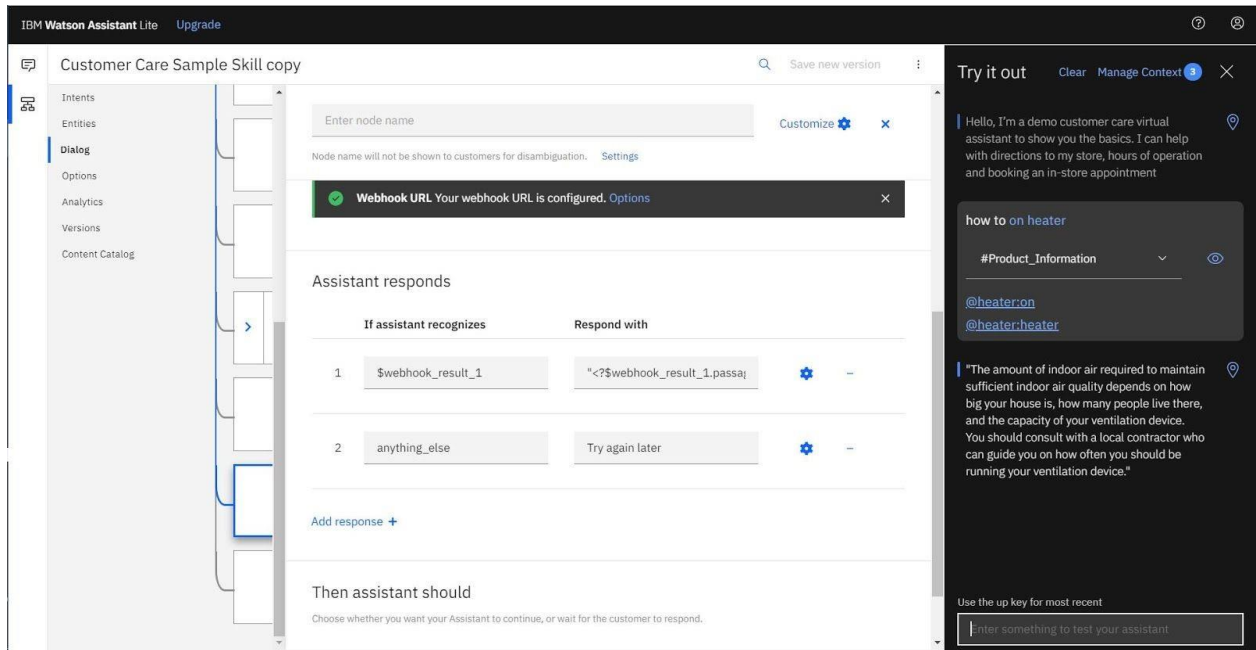 IBM Watson Assistant Lite Upgrade
Customer Care Sample Skill copy
Save new version
Intents
Entities
Dialog
Options
Analytics
Versions
Content Catalog
Enter node name
Customize
Node name will not be shown to customers for disambiguation. Settings
Webhook URL Your webhook URL is configured. Options
Assistant responds
If assistant recognizes Respond with
1 $webhook_result_1 "<?$webhook_result_1.passag
2 anything_else Try again later
Add response +
Then assistant should
Choose whether you want your Assistant to continue, or wait for the customer to respond.
Try it out Clear Manage Context 3
Hello, I'm a demo customer care virtual
assistant to show you the basics. I can help
with directions to my store, hours of operation
and booking an in-store appointment
how to on heater
#Product_Information
@heater:on
@heater:heater
"The amount of indoor air required to maintain
sufficient indoor air quality depends on how
big your house is, how many people live there,
and the capacity of your ventilation device.
You should consult with a local contractor who
can guide you on how often you should be
running your ventilation device."
Use the up key for most recent
Enter something to test your assistant